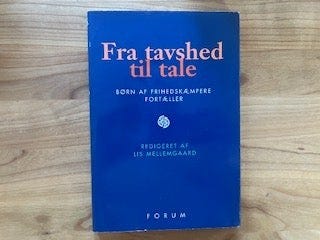 Fra tavshed
til tale
BØRN AF FRIHEDSKÆMPERE
FORTÆLLER
REDIGERET AF
LIS MELLEMGAARD
FORUM